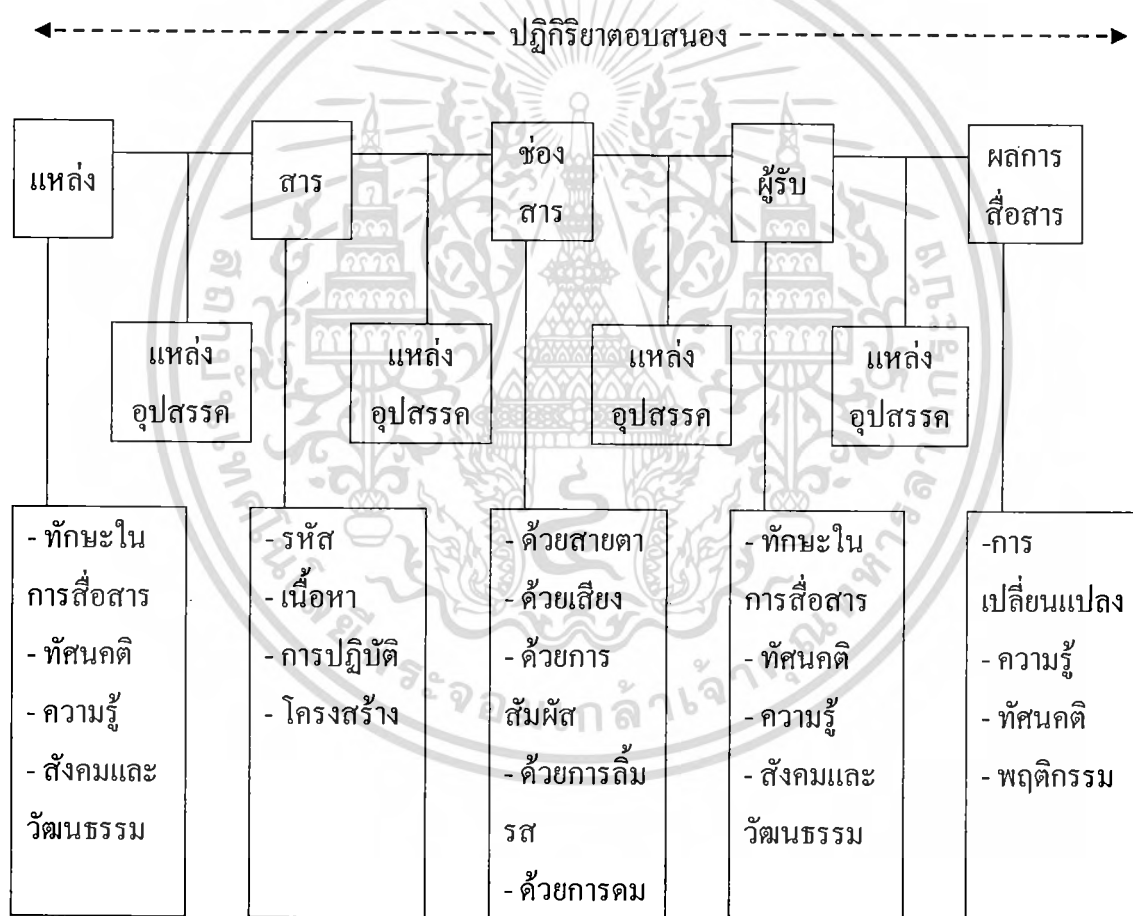 ปฏิกิริยาตอบสนอง
แหล่ง
สาร
ช่อง
สาร
ผู้รับ
ผลการ
สื่อสาร
แหล่ง
อุปสรรค
แหล่ง
อุปสรรค
แหล่ง
อุปสรรค
แหล่ง
อุปสรรค
- ทักษะใน
การสื่อสาร
- ทัศนคติ
- ความรู้
- สังคมและ
วัฒนธรรม
- รหัส
- เนื้อหา
- การปฏิบัติ
- โครงสร้าง
- ด้วยสายตา
- ด้วยเสียง
- ด้วยการ
สัมผัส
- ด้วยการลิ้ม
รส
- ด้วยการดม
- ทักษะใน
การสื่อสาร
- ทัศนคติ
- ความรู้
- สังคมและ
วัฒนธรรม
-การ
เปลี่ยนแปลง
- ความรู้
- ทัศนคติ
- พฤติกรรม